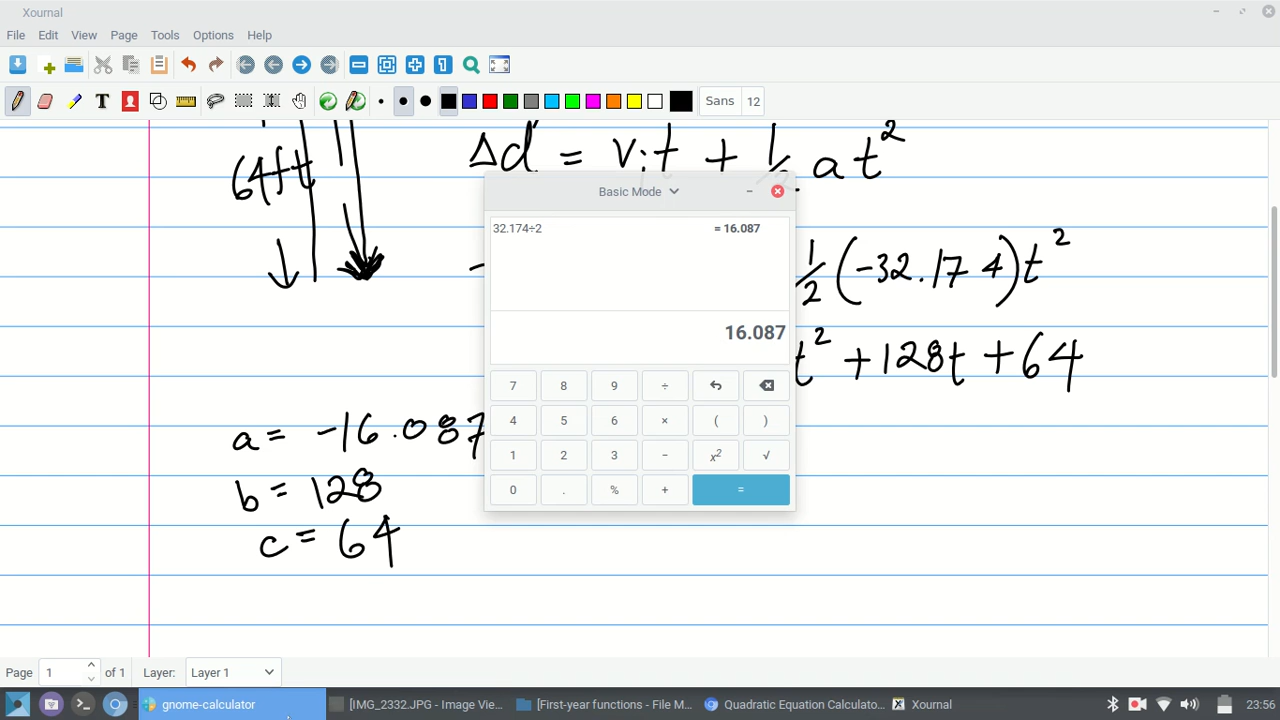 Xournal
File Edit View Page Tools Options Help
Sans 12
64ft
Δd = vᵢt + 1/2 at²
Basic Mode
32.174÷2 = 16.087
16.087
7 8 9 ÷
4 5 6 × ( )
1 2 3 − x² √
0 . % + =
1/2 (-32.174)t²
t² + 128t + 64
a = -16.087
b = 128
c = 64
Page 1 of 1 Layer: Layer 1
gnome-calculator [IMG_2332.JPG - Image Vie... [First-year functions - File M... Quadratic Equation Calculato... Xournal 23:56